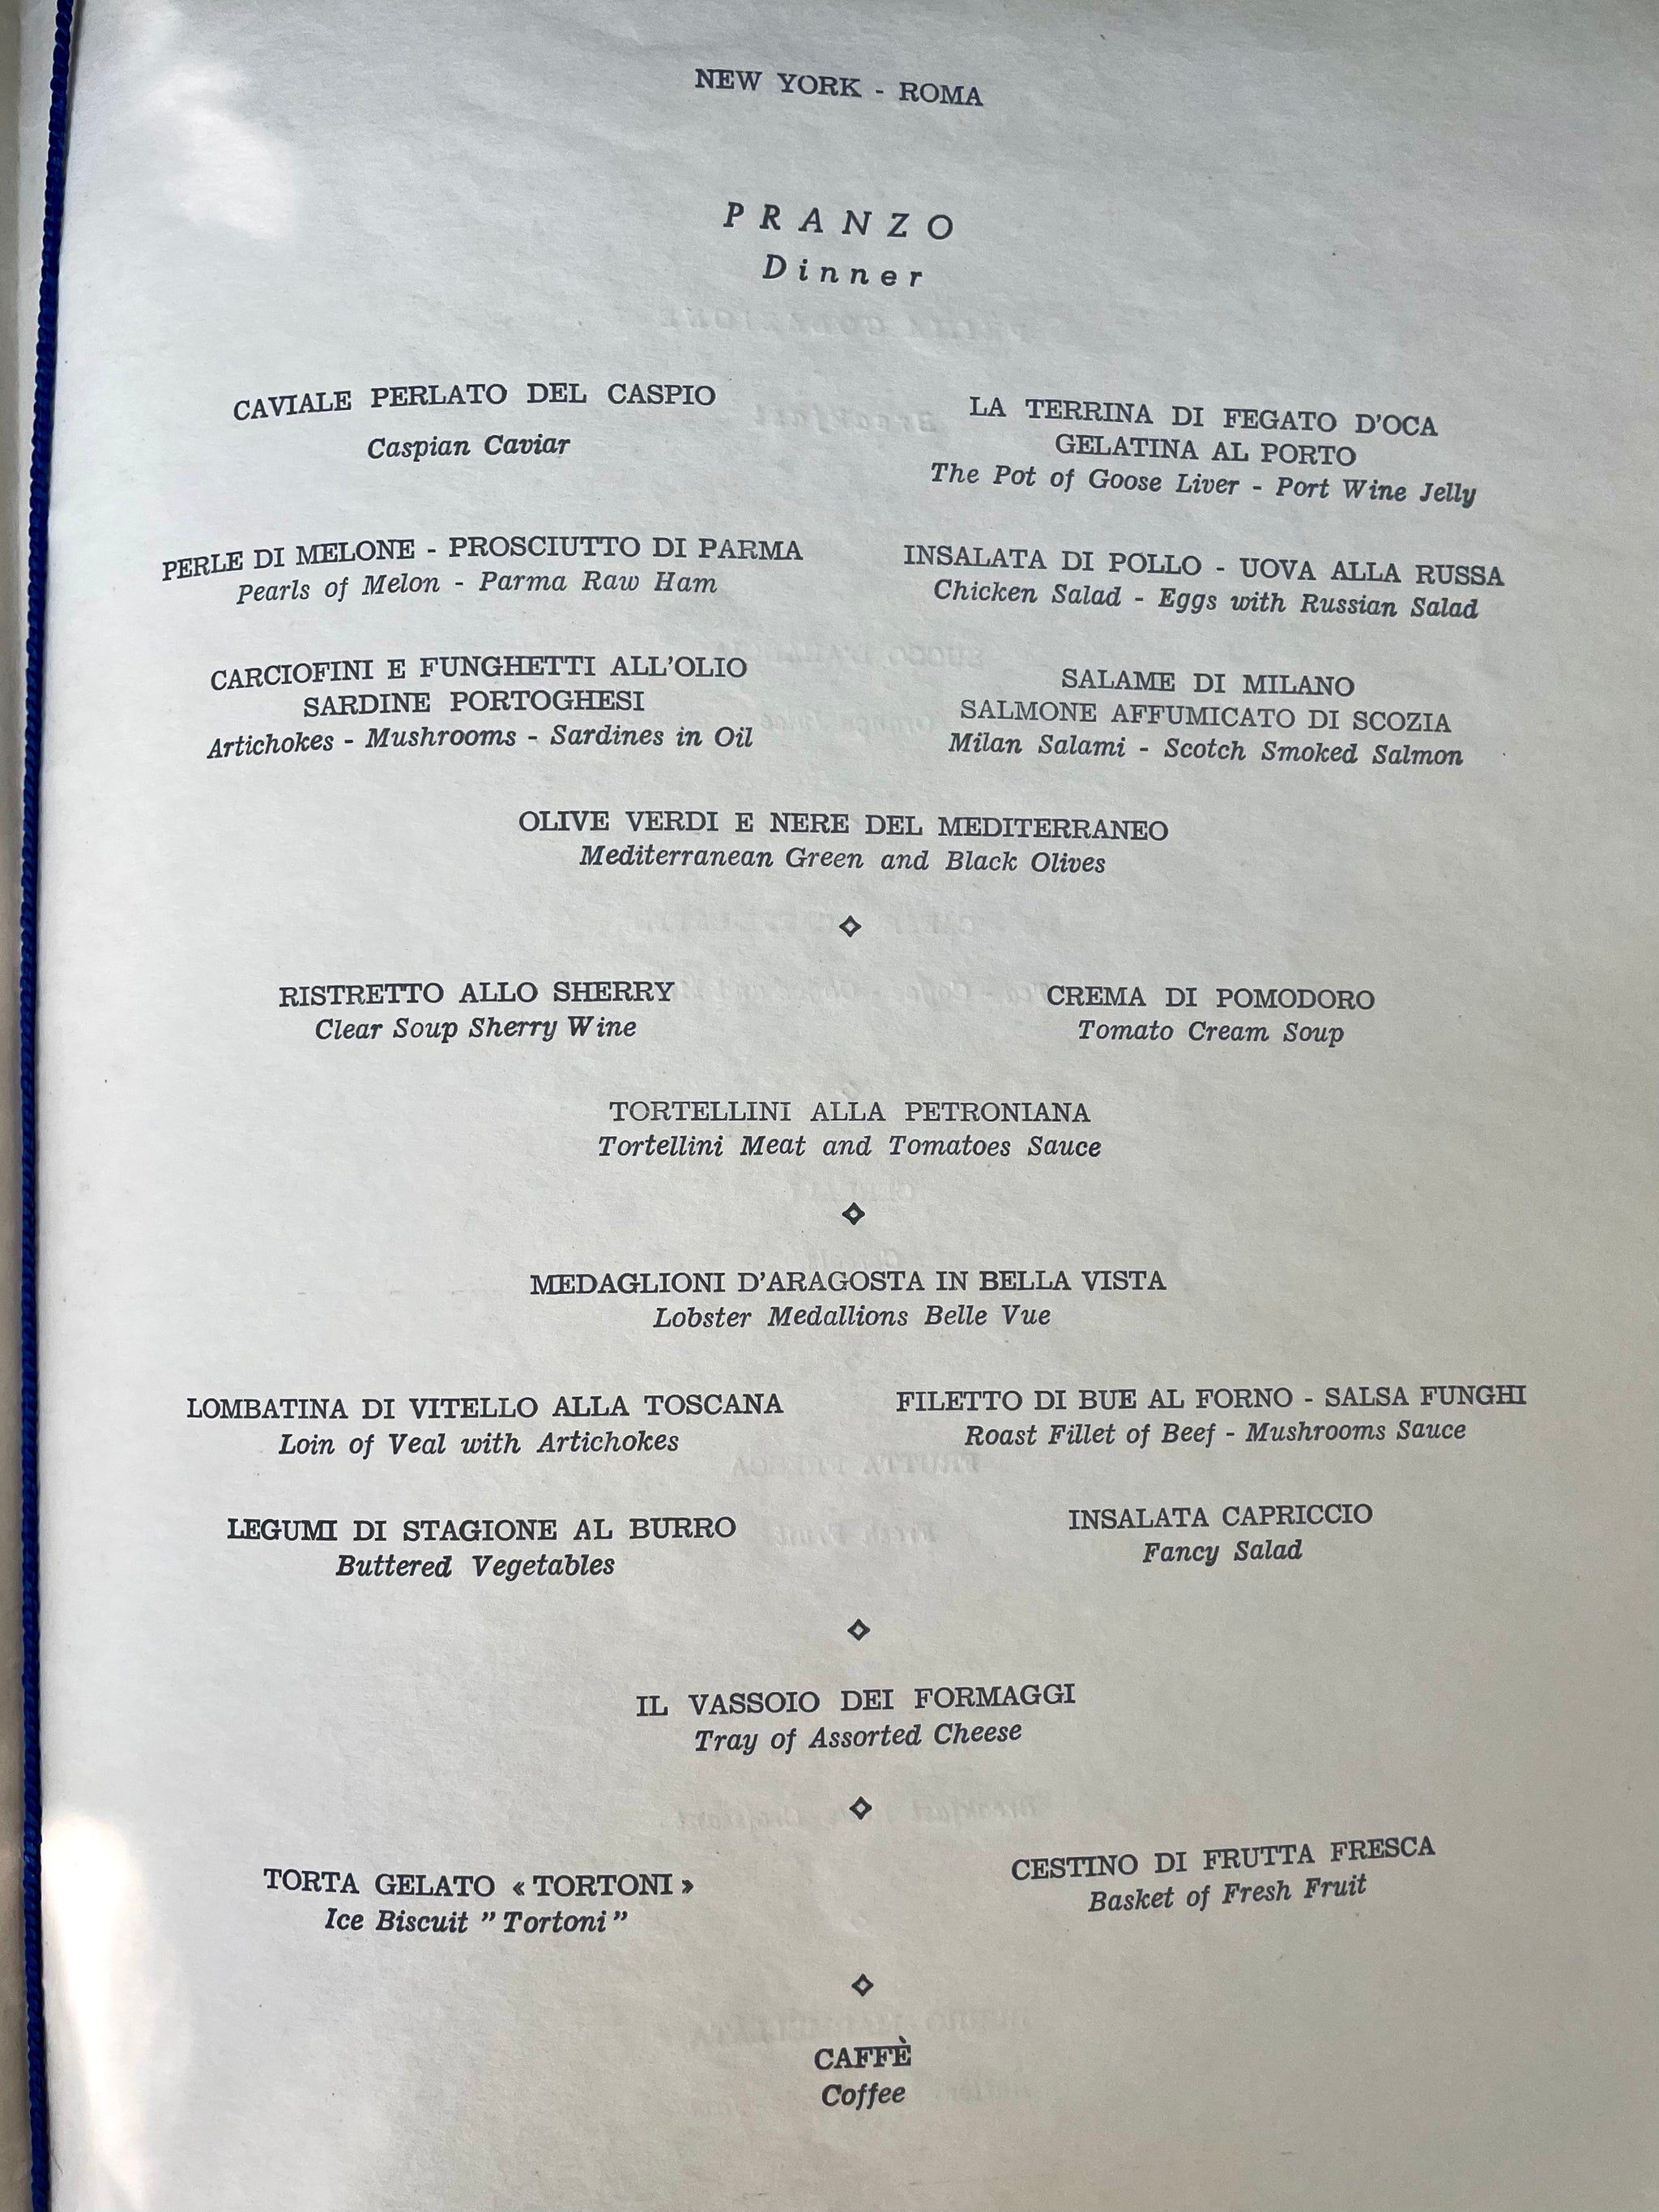 NEW YORK - ROMA
PRANZO
Dinner
CAVIALE PERLATO DEL CASPIO
Caspian Caviar
LA TERRINA DI FEGATO D'OCA
GELATINA AL PORTO
The Pot of Goose Liver - Port Wine Jelly
PERLE DI MELONE - PROSCIUTTO DI PARMA
Pearls of Melon - Parma Raw Ham
INSALATA DI POLLO - UOVA ALLA RUSSA
Chicken Salad - Eggs with Russian Salad
CARCIOFINI E FUNGHETTI ALL'OLIO
SARDINE PORTOGHESI
Artichokes - Mushrooms - Sardines in Oil
SALAME DI MILANO
SALMONE AFFUMICATO DI SCOZIA
Milan Salami - Scotch Smoked Salmon
OLIVE VERDI E NERE DEL MEDITERRANEO
Mediterranean Green and Black Olives
RISTRETTO ALLO SHERRY
Clear Soup Sherry Wine
CREMA DI POMODORO
Tomato Cream Soup
TORTELLINI ALLA PETRONIANA
Tortellini Meat and Tomatoes Sauce
MEDAGLIONI D'ARAGOSTA IN BELLA VISTA
Lobster Medallions Belle Vue
LOMBATINA DI VITELLO ALLA TOSCANA
Loin of Veal with Artichokes
FILETTO DI BUE AL FORNO - SALSA FUNGHI
Roast Fillet of Beef - Mushrooms Sauce
LEGUMI DI STAGIONE AL BURRO
Buttered Vegetables
INSALATA CAPRICCIO
Fancy Salad
IL VASSOIO DEI FORMAGGI
Tray of Assorted Cheese
TORTA GELATO « TORTONI »
Ice Biscuit " Tortoni "
CESTINO DI FRUTTA FRESCA
Basket of Fresh Fruit
CAFFÈ
Coffee